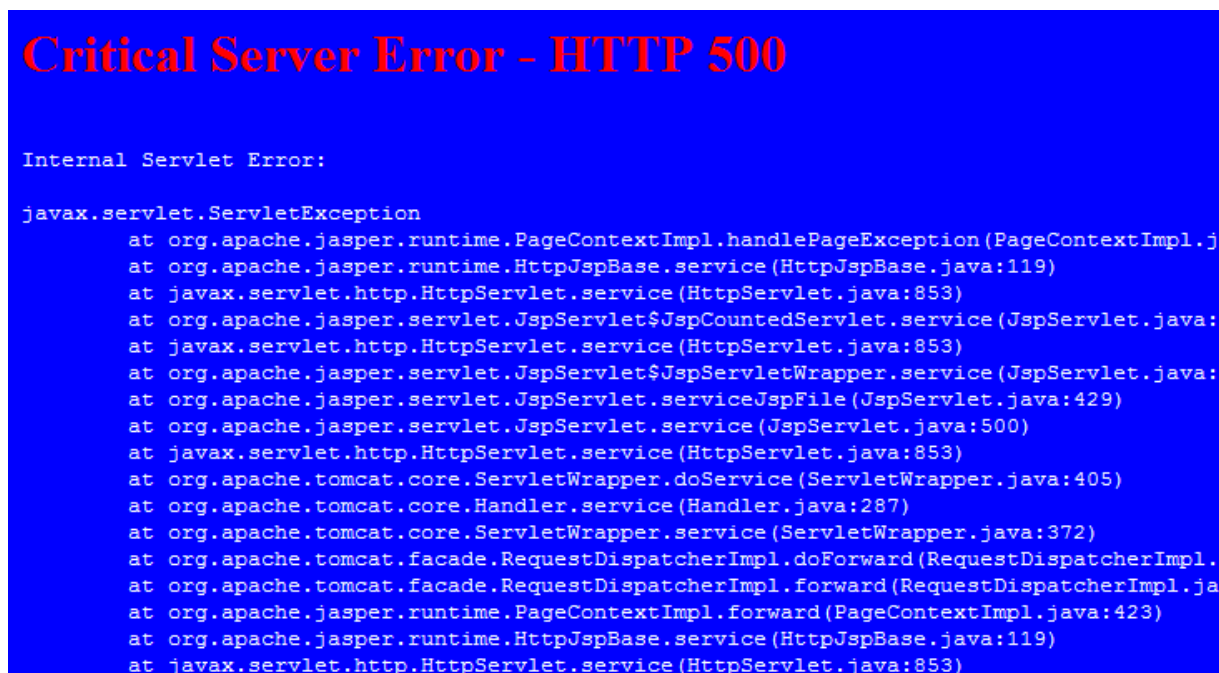 Critical Server Error - HTTP 500
Internal Servlet Error:
javax.servlet.ServletException
at org.apache.jasper.runtime.PageContextImpl.handlePageException(PageContextImpl.j
at org.apache.jasper.runtime.HttpJspBase.service(HttpJspBase.java:119)
at javax.servlet.http.HttpServlet.service(HttpServlet.java:853)
at org.apache.jasper.servlet.JspServlet$JspCountedServlet.service(JspServlet.java:
at javax.servlet.http.HttpServlet.service(HttpServlet.java:853)
at org.apache.jasper.servlet.JspServlet$JspServletWrapper.service(JspServlet.java:
at org.apache.jasper.servlet.JspServlet.serviceJspFile(JspServlet.java:429)
at org.apache.jasper.servlet.JspServlet.service(JspServlet.java:500)
at javax.servlet.http.HttpServlet.service(HttpServlet.java:853)
at org.apache.tomcat.core.ServletWrapper.doService(ServletWrapper.java:405)
at org.apache.tomcat.core.Handler.service(Handler.java:287)
at org.apache.tomcat.core.ServletWrapper.service(ServletWrapper.java:372)
at org.apache.tomcat.facade.RequestDispatcherImpl.doForward(RequestDispatcherImpl.
at org.apache.tomcat.facade.RequestDispatcherImpl.forward(RequestDispatcherImpl.ja
at org.apache.jasper.runtime.PageContextImpl.forward(PageContextImpl.java:423)
at org.apache.jasper.runtime.HttpJspBase.service(HttpJspBase.java:119)
at javax.servlet.http.HttpServlet.service(HttpServlet.java:853)